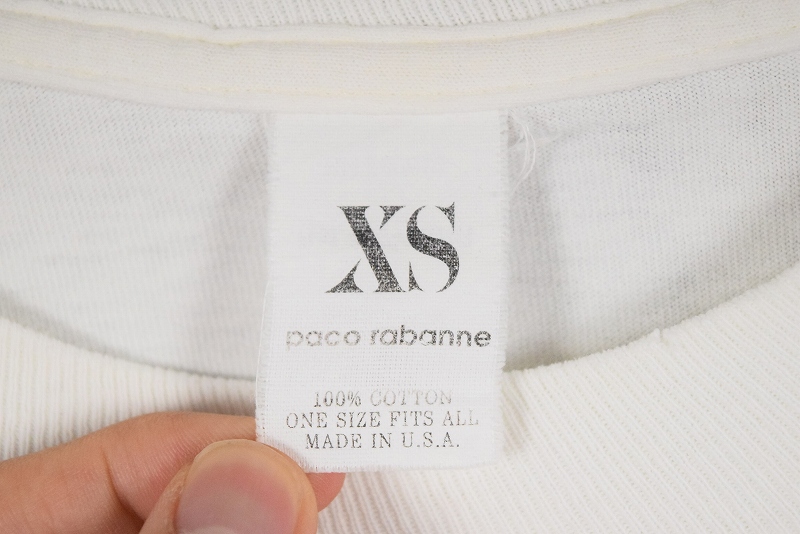 XS
paco rabanne
100% COTTON
ONE SIZE FITS ALL
MADE IN U.S.A.